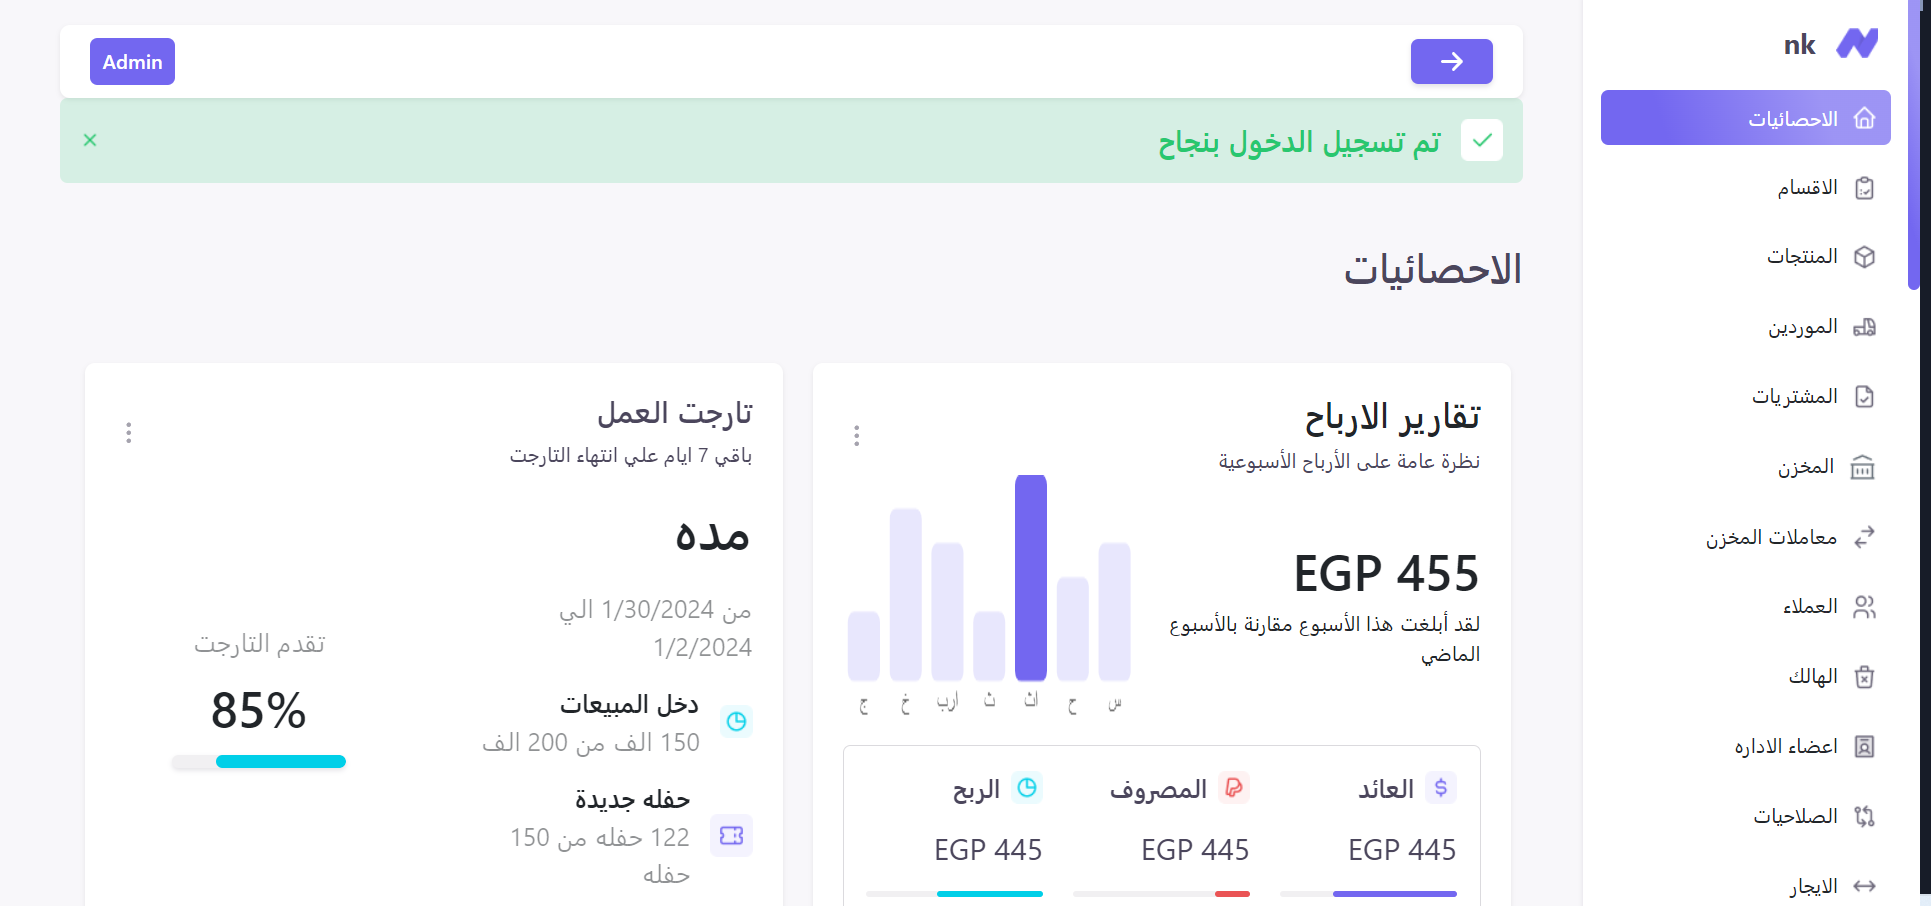 nk
الاحصائيات
الاقسام
المنتجات
الموردين
المشتريات
المخزن
معاملات المخزن
العملاء
الهالك
اعضاء الاداره
الصلاحيات
الايجار
Admin
تم تسجيل الدخول بنجاح
الاحصائيات
تقارير الارباح
نظرة عامة على الأرباح الأسبوعية
EGP 455
لقد أبلغت هذا الأسبوع مقارنة بالأسبوع
الماضي
س ح اث ث ارب خ ج
العائد المصروف الربح
EGP 445 EGP 445 EGP 445
تارجت العمل
باقي 7 ايام علي انتهاء التارجت
مده
من 1/30/2024 الي
1/2/2024
دخل المبيعات
150 الف من 200 الف
حفله جديدة
122 حفله من 150
حفله
تقدم التارجت
85%